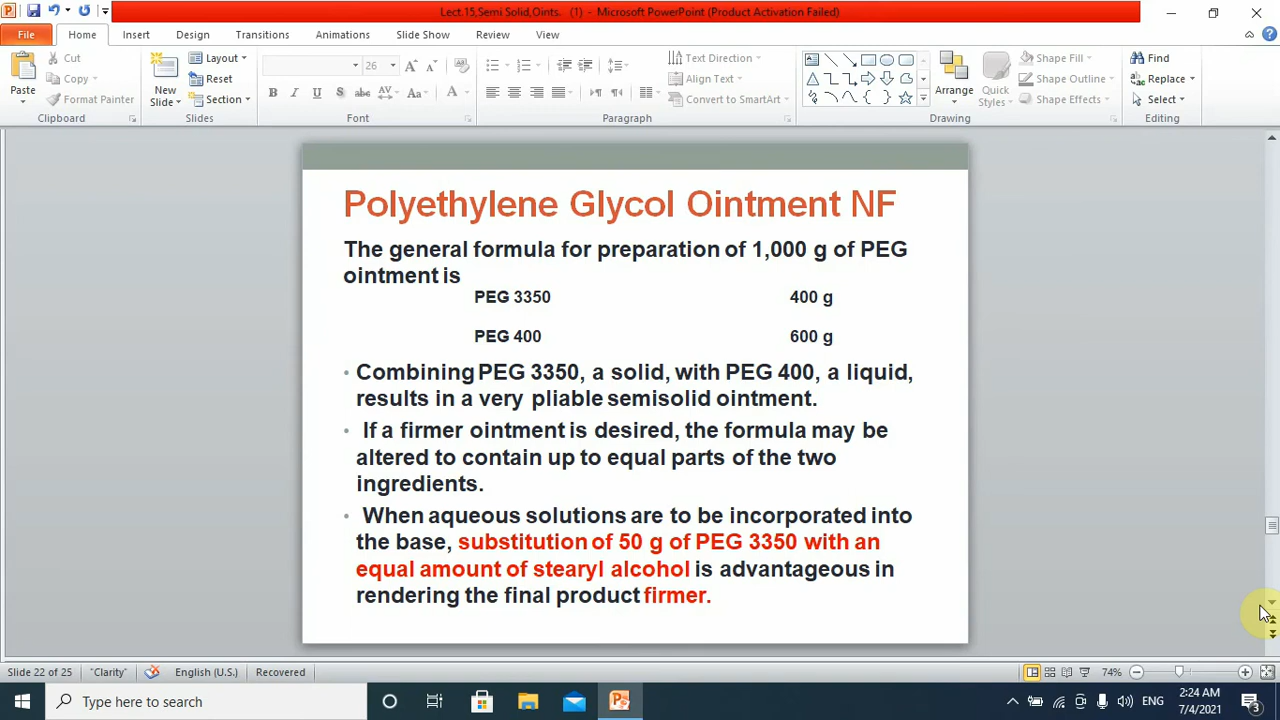 Lect.15,Semi Solid,Oints. (1) - Microsoft PowerPoint (Product Activation Failed)
File Home Insert Design Transitions Animations Slide Show Review View
Paste
Cut
Copy
Format Painter
Clipboard
New Slide
Layout
Reset
Section
Slides
26
B I U S abc AV Aa A
Font
Text Direction
Align Text
Convert to SmartArt
Paragraph
Arrange
Quick Styles
Shape Fill
Shape Outline
Shape Effects
Drawing
Find
Replace
Select
Editing
Polyethylene Glycol Ointment NF
The general formula for preparation of 1,000 g of PEG
ointment is
PEG 3350 400 g
PEG 400 600 g
• Combining PEG 3350, a solid, with PEG 400, a liquid,
results in a very pliable semisolid ointment.
• If a firmer ointment is desired, the formula may be
altered to contain up to equal parts of the two
ingredients.
• When aqueous solutions are to be incorporated into
the base, substitution of 50 g of PEG 3350 with an
equal amount of stearyl alcohol is advantageous in
rendering the final product firmer.
Slide 22 of 25 "Clarity" English (U.S.) Recovered 74%
Type here to search
ENG
2:24 AM
7/4/2021
3